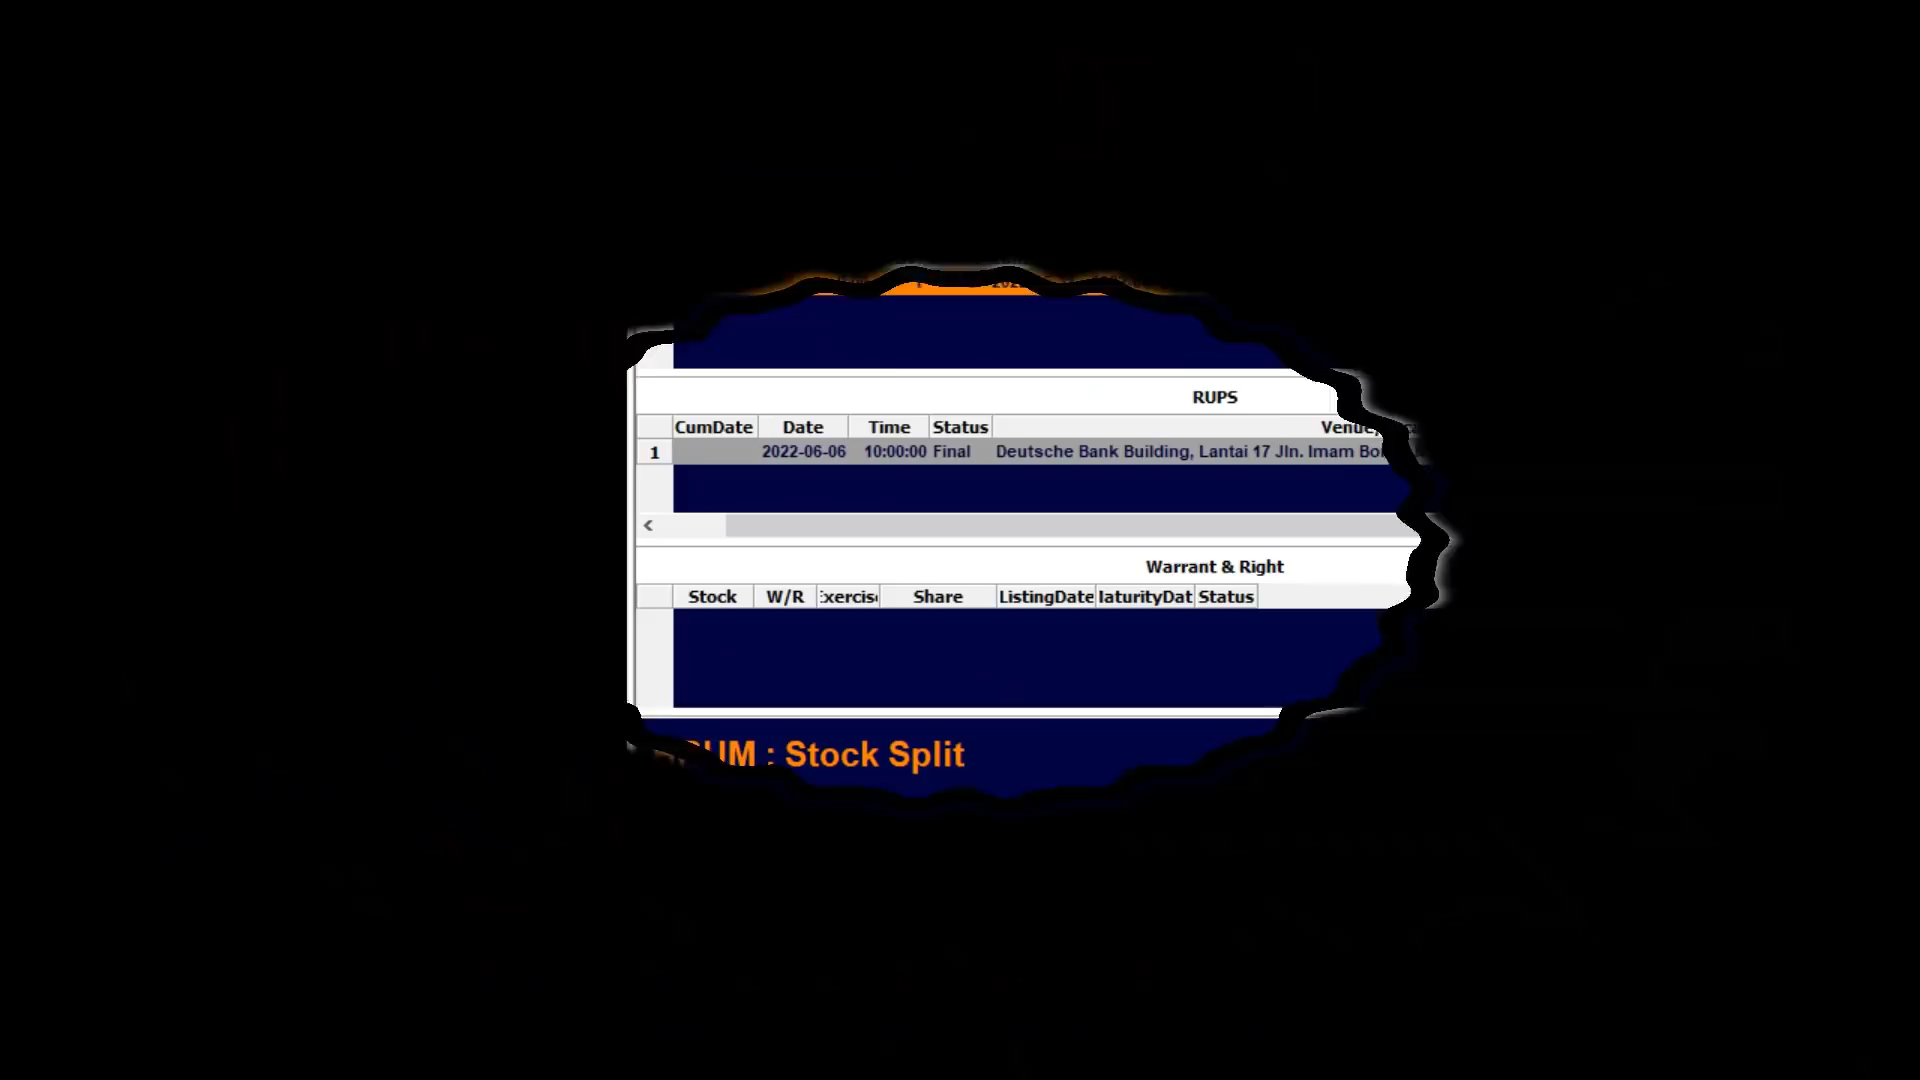 RUPS
CumDate Date Time Status
1 2022-06-06 10:00:00 Final Deutsche Bank Building, Lantai 17 Jln. Imam
Warrant & Right
Stock W/R Share ListingDate Status
: Stock Split